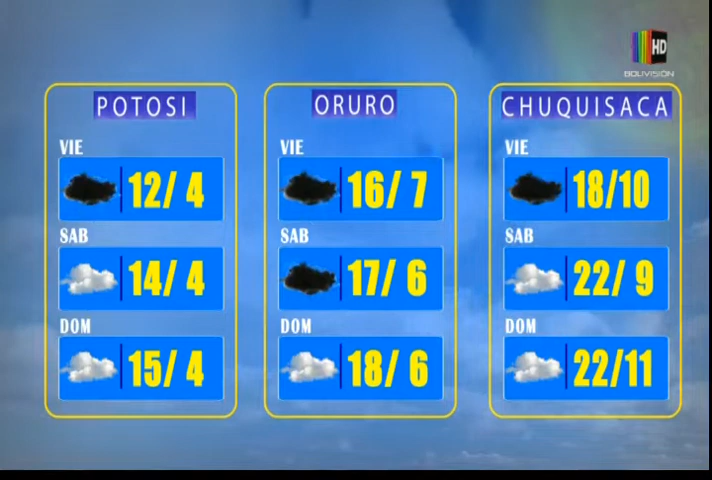 HD
BOLIVISION
POTOSI
VIE
12/ 4
SAB
14/ 4
DOM
15/ 4
ORURO
VIE
16/ 7
SAB
17/ 6
DOM
18/ 6
CHUQUISACA
VIE
18/10
SAB
22/ 9
DOM
22/11